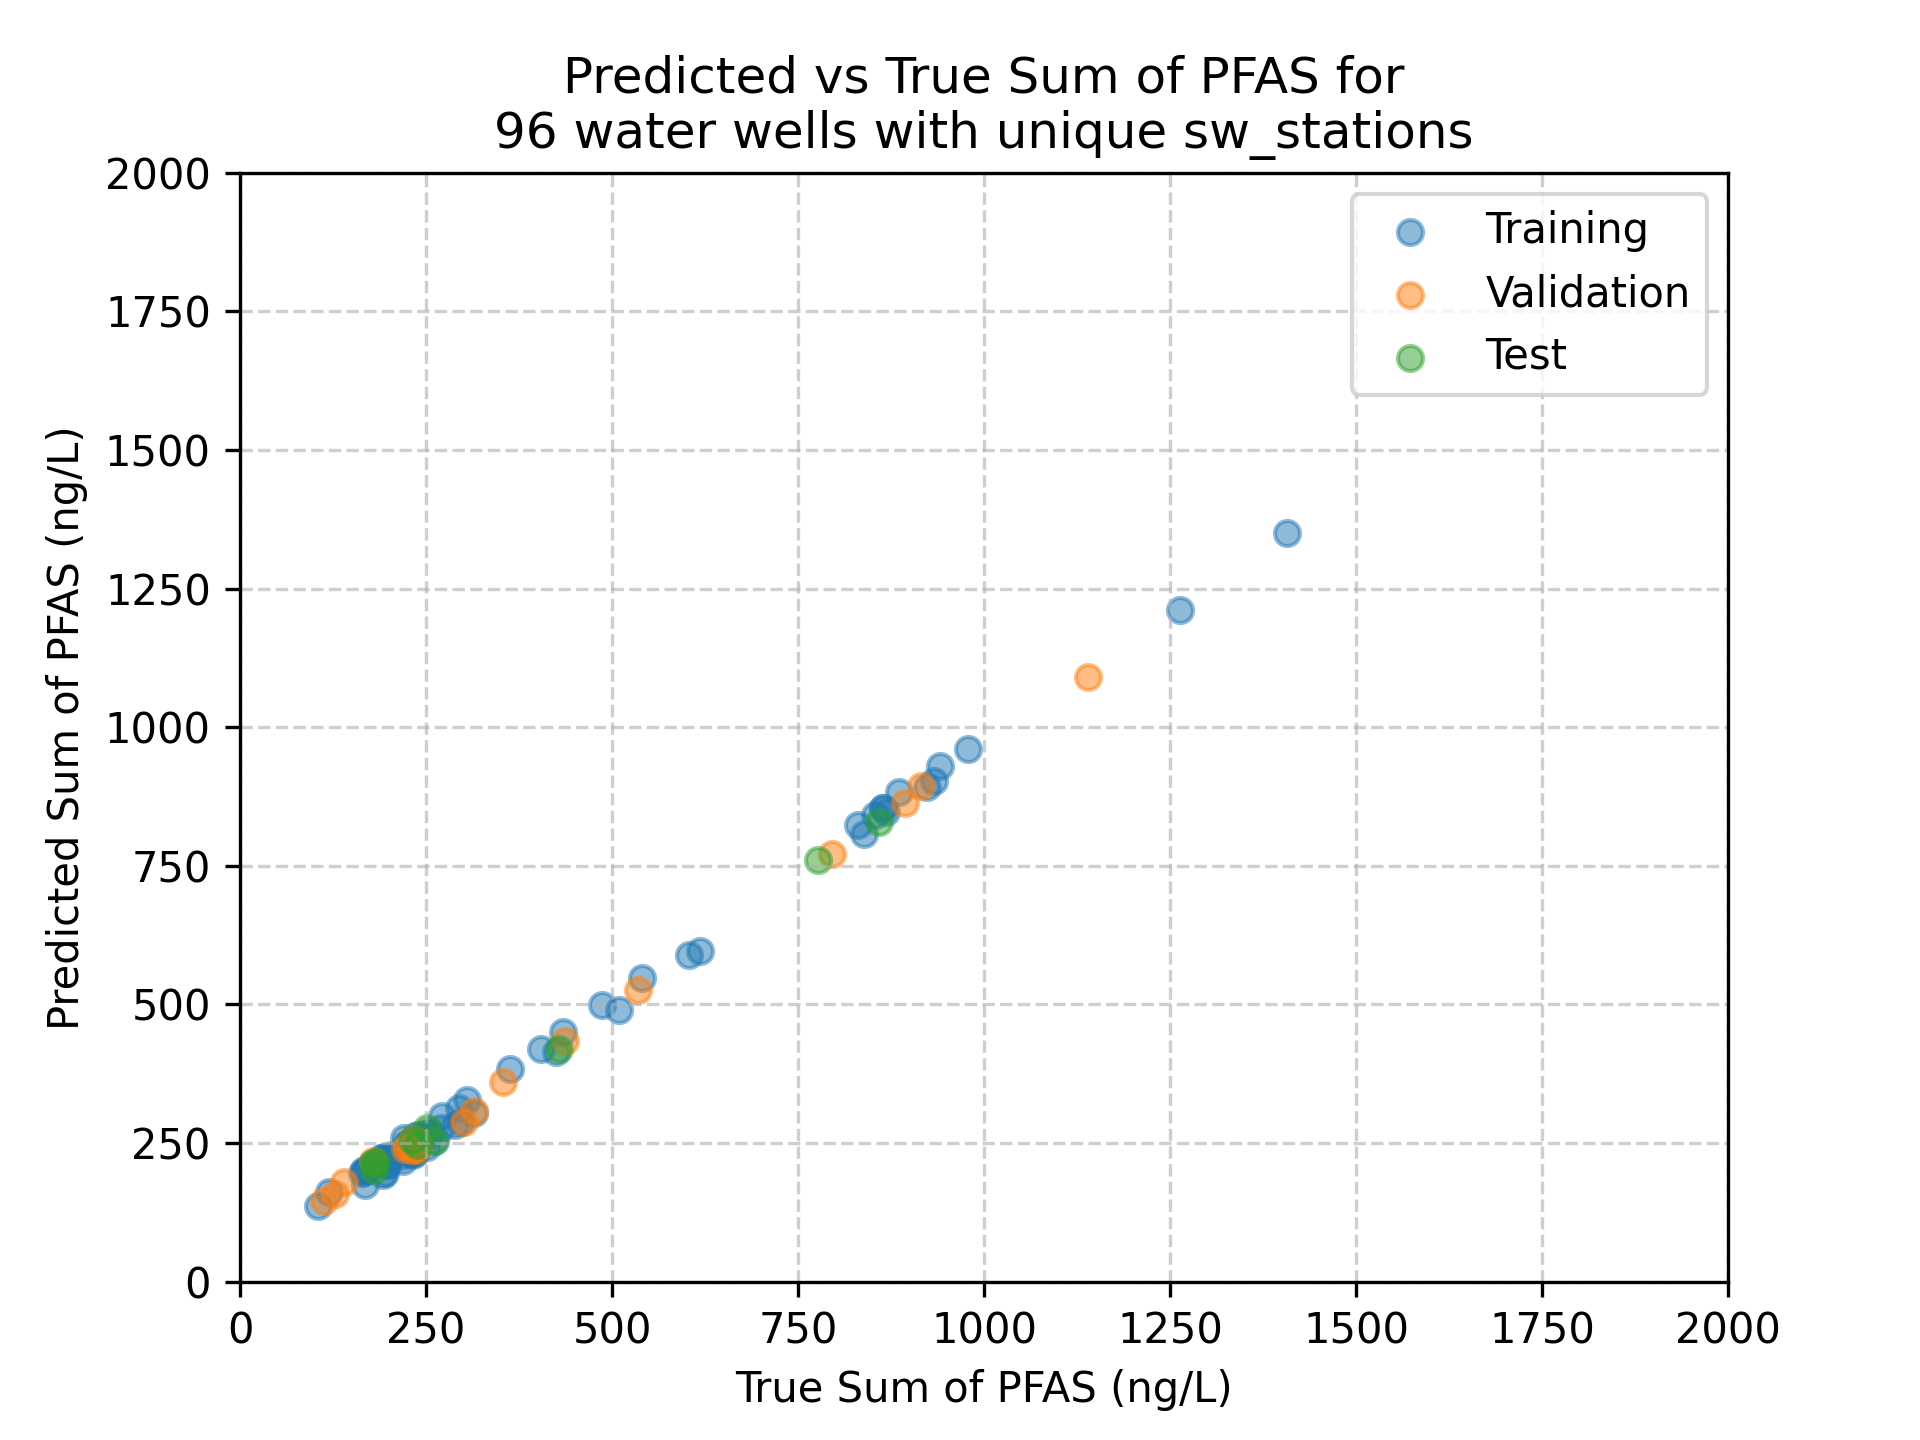 Predicted vs True Sum of PFAS for
96 water wells with unique sw_stations
2000
1750
1500
1250
1000
750
500
250
0
Predicted Sum of PFAS (ng/L)
Training
Validation
Test
0 250 500 750 1000 1250 1500 1750 2000
True Sum of PFAS (ng/L)